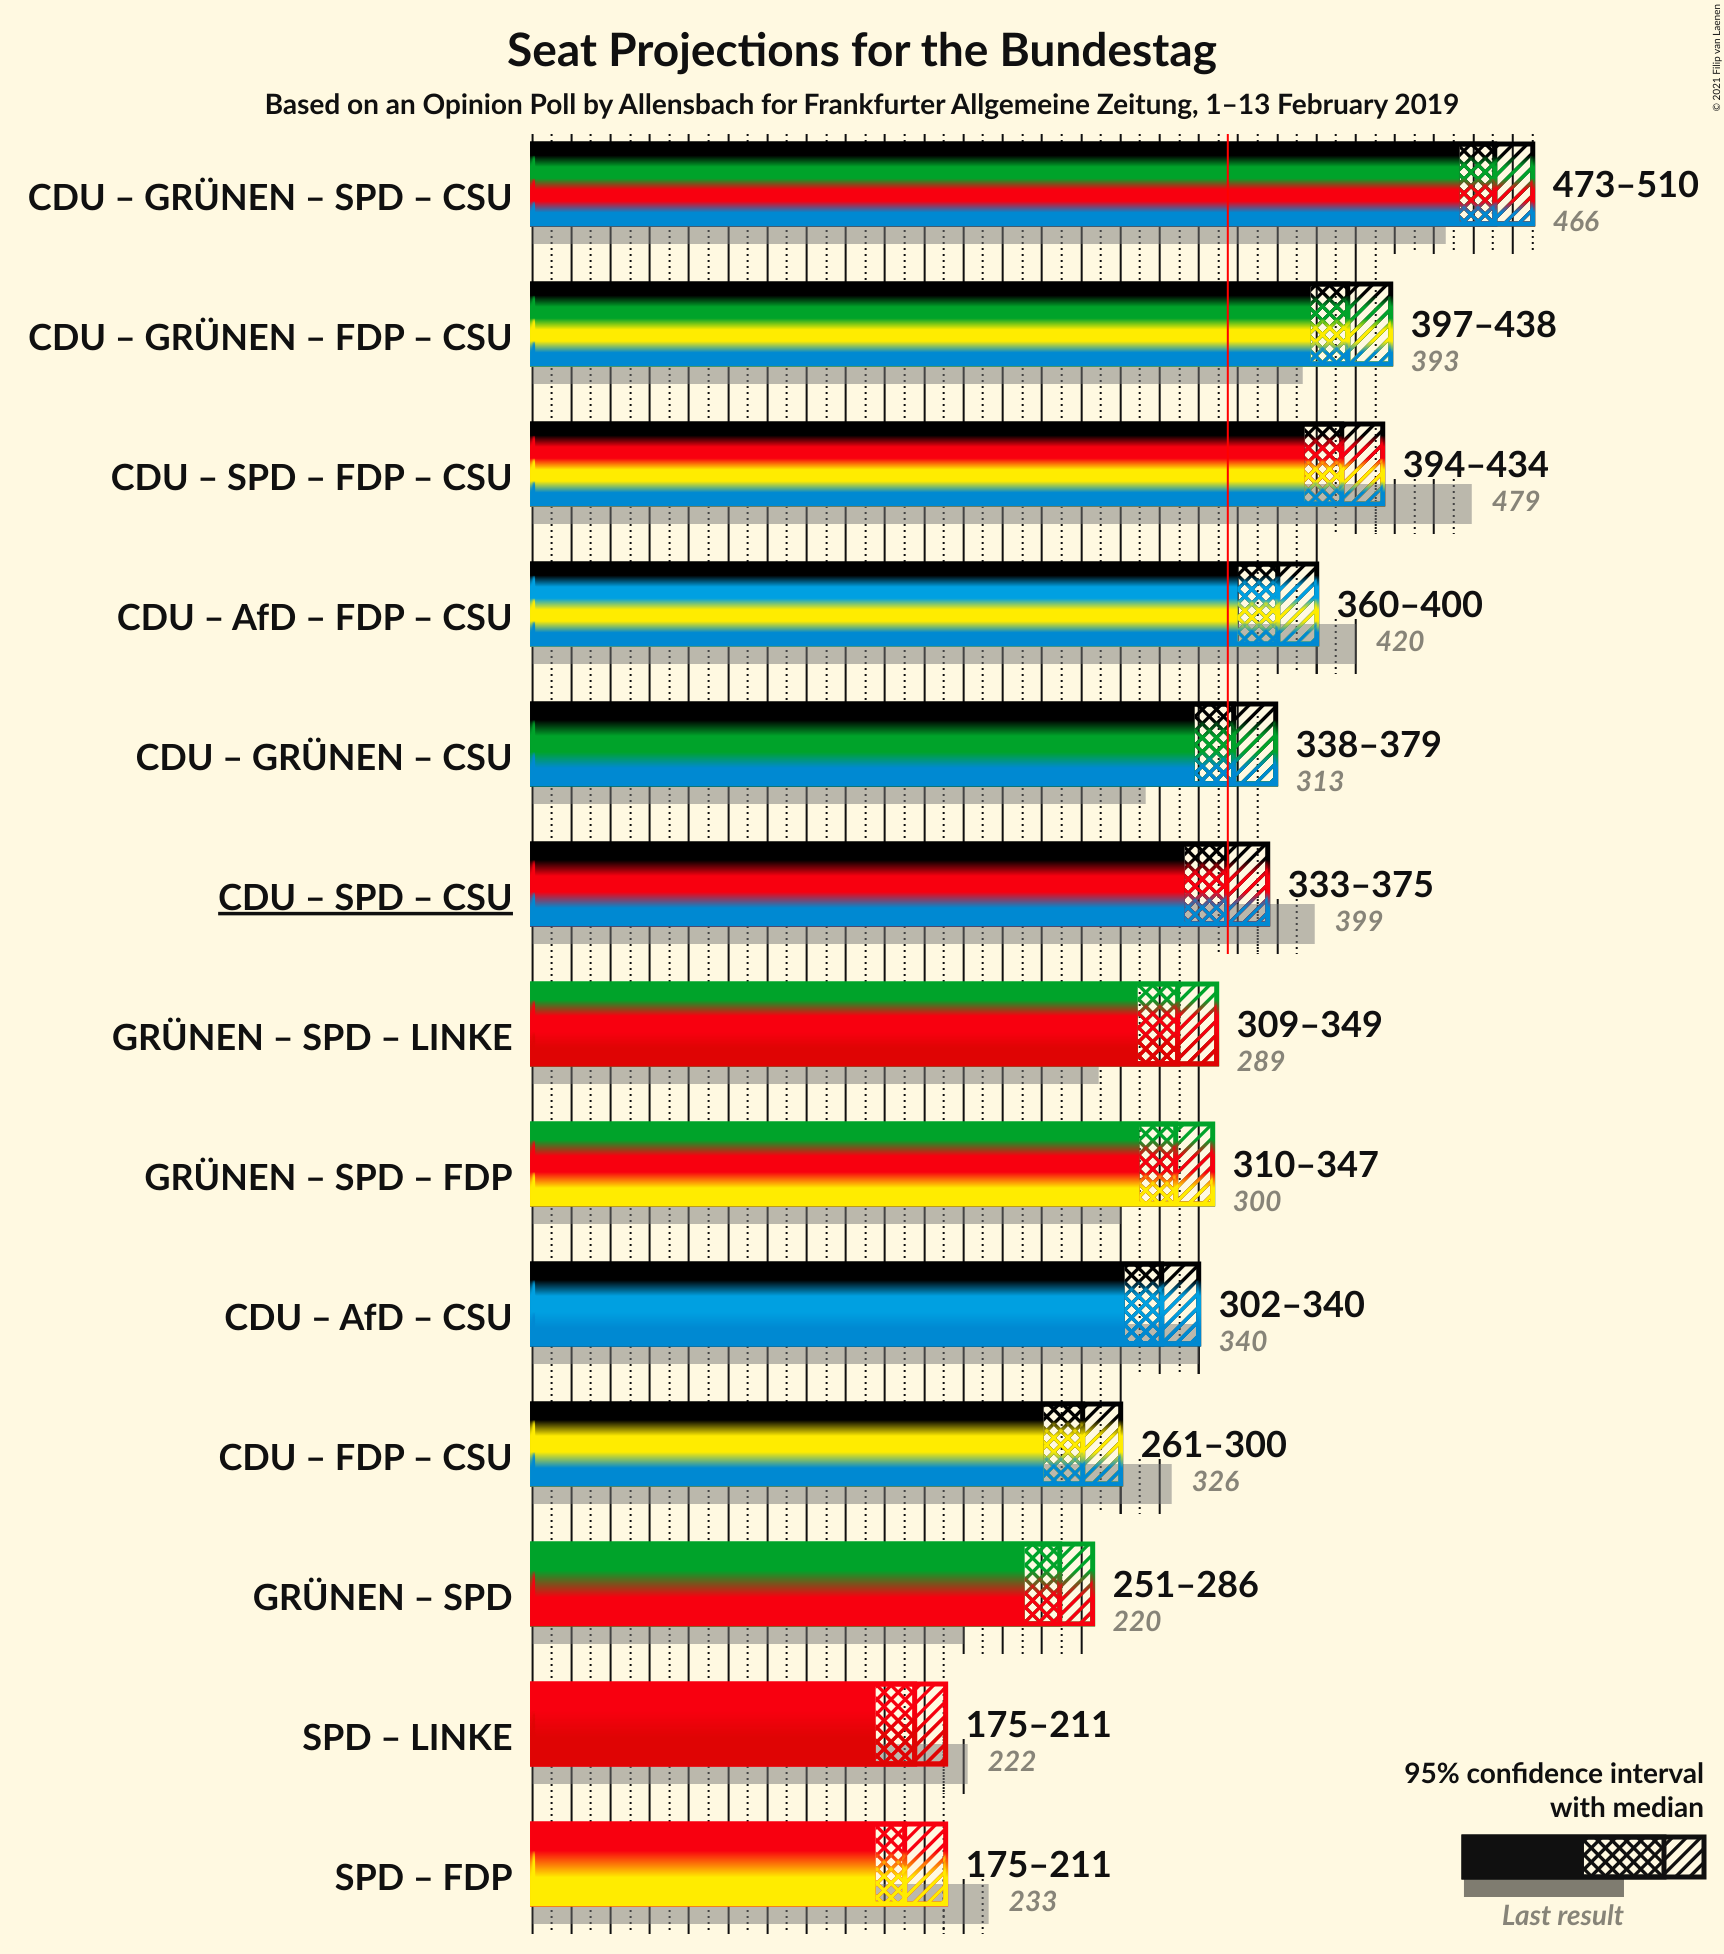 Seat Projections for the Bundestag
Based on an Opinion Poll by Allensbach for Frankfurter Allgemeine Zeitung, 1–13 February 2019
© 2021 Filip van Laenen
CDU – GRÜNEN – SPD – CSU
473–510
466
CDU – GRÜNEN – FDP – CSU
397–438
393
CDU – SPD – FDP – CSU
394–434
479
CDU – AfD – FDP – CSU
360–400
420
CDU – GRÜNEN – CSU
338–379
313
CDU – SPD – CSU
333–375
399
GRÜNEN – SPD – LINKE
309–349
289
GRÜNEN – SPD – FDP
310–347
300
CDU – AfD – CSU
302–340
340
CDU – FDP – CSU
261–300
326
GRÜNEN – SPD
251–286
220
SPD – LINKE
175–211
222
SPD – FDP
175–211
233
95% confidence interval
with median
Last result